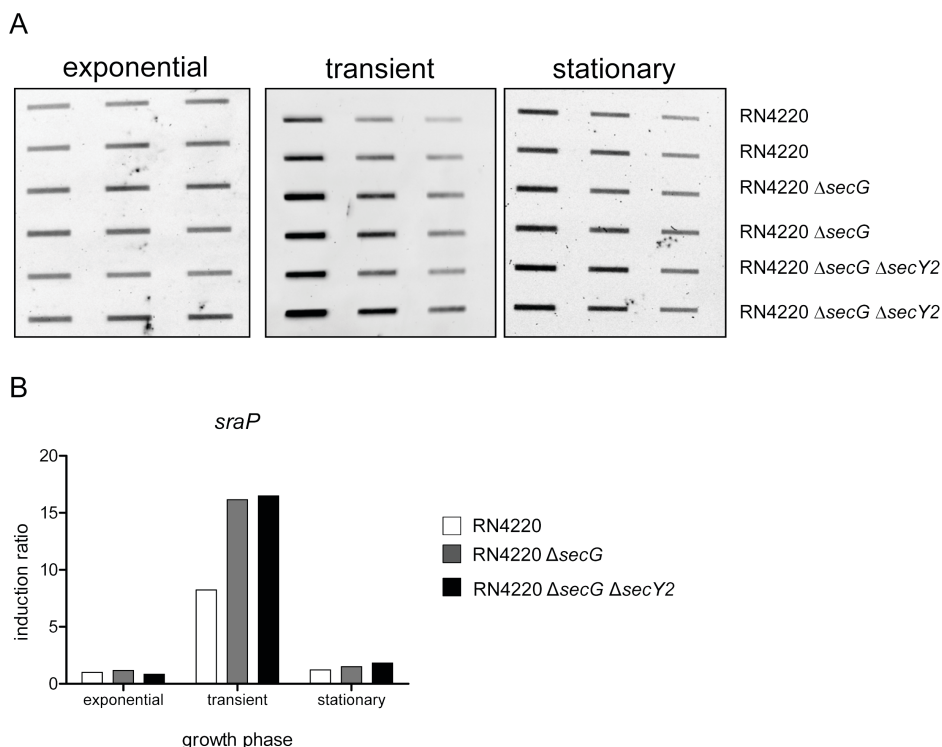 A
exponential transient stationary
RN4220
RN4220
RN4220 ΔsecG
RN4220 ΔsecG
RN4220 ΔsecG ΔsecY2
RN4220 ΔsecG ΔsecY2
B
sraP
20
15
10
5
0
induction ratio
exponential transient stationary
growth phase
RN4220
RN4220 ΔsecG
RN4220 ΔsecG ΔsecY2